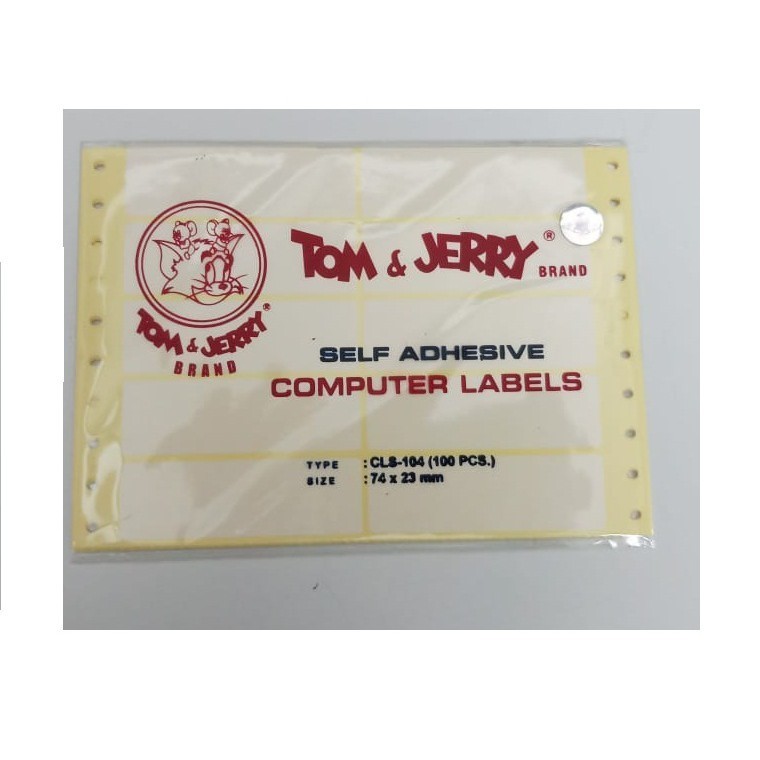 TOM & JERRY ®
BRAND
TOM & JERRY ® BRAND
SELF ADHESIVE
COMPUTER LABELS
TYPE : CLS-104 (100 PCS.)
SIZE : 74 x 23 mm